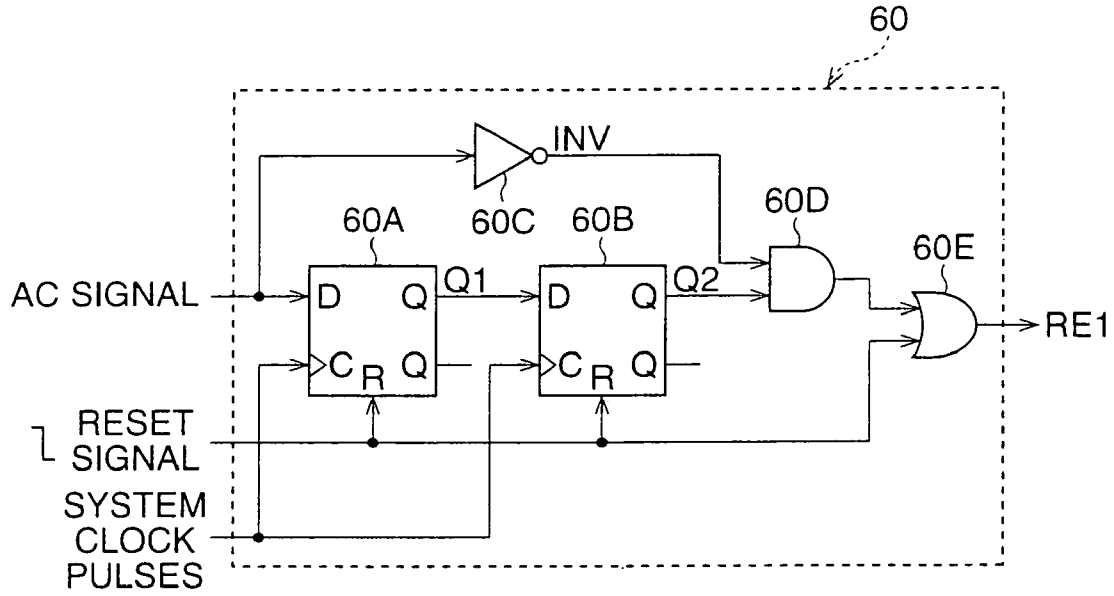 60
INV
60C
60D
60A
60B
60E
AC SIGNAL
D
Q
Q1
D
Q
Q2
RE1
C
R
Q
C
R
Q
RESET
SIGNAL
SYSTEM
CLOCK
PULSES